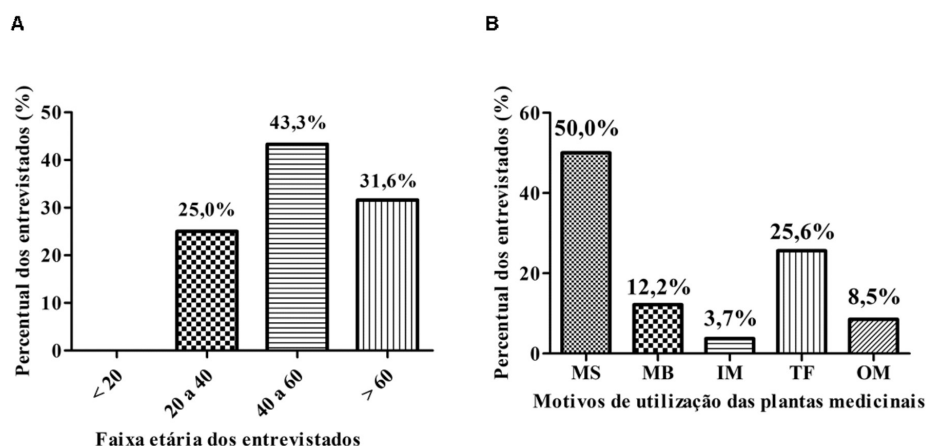 A
B
Percentual dos entrevistados (%)
50
40
30
20
10
0
25,0%
43,3%
31,6%
< 20
20 a 40
40 a 60
> 60
Faixa etária dos entrevistados
Percentual dos entrevistados (%)
60
40
20
0
50,0%
12,2%
3,7%
25,6%
8,5%
MS
MB
IM
TF
OM
Motivos de utilização das plantas medicinais